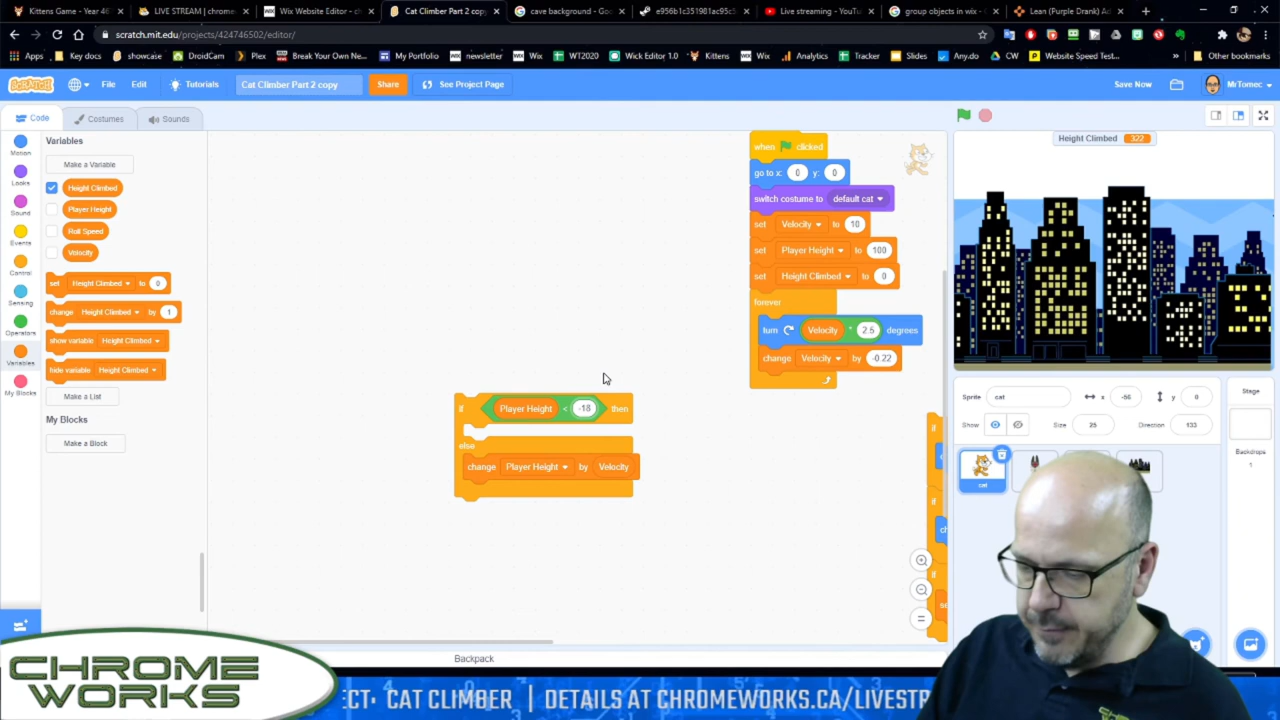 Kittens Game - Year 46
LIVE STREAM | chrome
Wix Website Editor - c
Cat Climber Part 2 copy
cave background - Goo
e956b1c351981ac95c3
Live streaming - YouTu
group objects in wix - G
Lean (Purple Drank) Ad
scratch.mit.edu/projects/424746502/editor/
Apps
Key docs
showcase
DroidCam
Plex
Break Your Own Ne...
My Portfolio
newsletter
Wix
WT2020
Wick Editor 1.0
Kittens
Wix
Analytics
Tracker
Slides
Any.do
CW
Website Speed Test...
Other bookmarks
SCRATCH
File
Edit
Tutorials
Cat Climber Part 2 copy
Share
See Project Page
Save Now
MrTomec
Code
Costumes
Sounds
Motion
Looks
Sound
Events
Control
Sensing
Operators
Variables
My Blocks
Variables
Make a Variable
Height Climbed
Player Height
Roll Speed
Velocity
set Height Climbed to 0
change Height Climbed by 1
show variable Height Climbed
hide variable Height Climbed
Make a List
My Blocks
Make a Block
if Player Height < -18 then
else
change Player Height by Velocity
when clicked
go to x: 0 y: 0
switch costume to default cat
set Velocity to 10
set Player Height to 100
set Height Climbed to 0
forever
turn Velocity * 2.5 degrees
change Velocity by -0.22
if
if
ch
if
se
Height Climbed 322
Sprite cat x -56 y 0
Show Size 25 Direction 133
cat
Stage
Backdrops
1
Backpack
CHROME
WORKS
ECT: CAT CLIMBER | DETAILS AT CHROMEWORKS.CA/LIVESTR